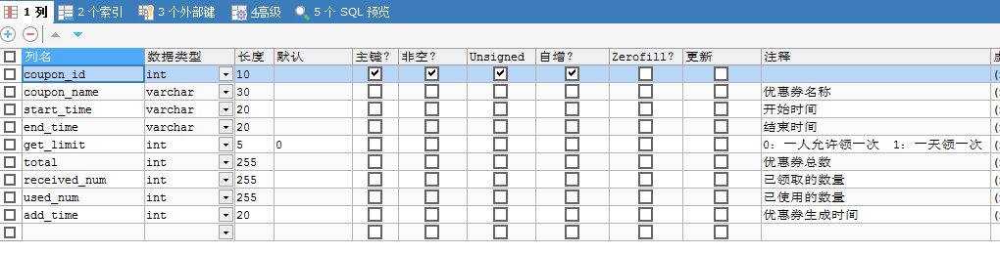 1 列 2 个索引 3 个外部键 4高级 5 个 SQL 预览
列名 数据类型 长度 默认 主键? 非空? Unsigned 自增? Zerofill? 更新 注释
coupon_id int 10
coupon_name varchar 30 优惠券名称
start_time varchar 20 开始时间
end_time varchar 20 结束时间
get_limit int 5 0 0: 一人允许领一次 1: 一天领一次
total int 255 优惠券总数
received_num int 255 已领取的数量
used_num int 255 已使用的数量
add_time int 20 优惠券生成时间